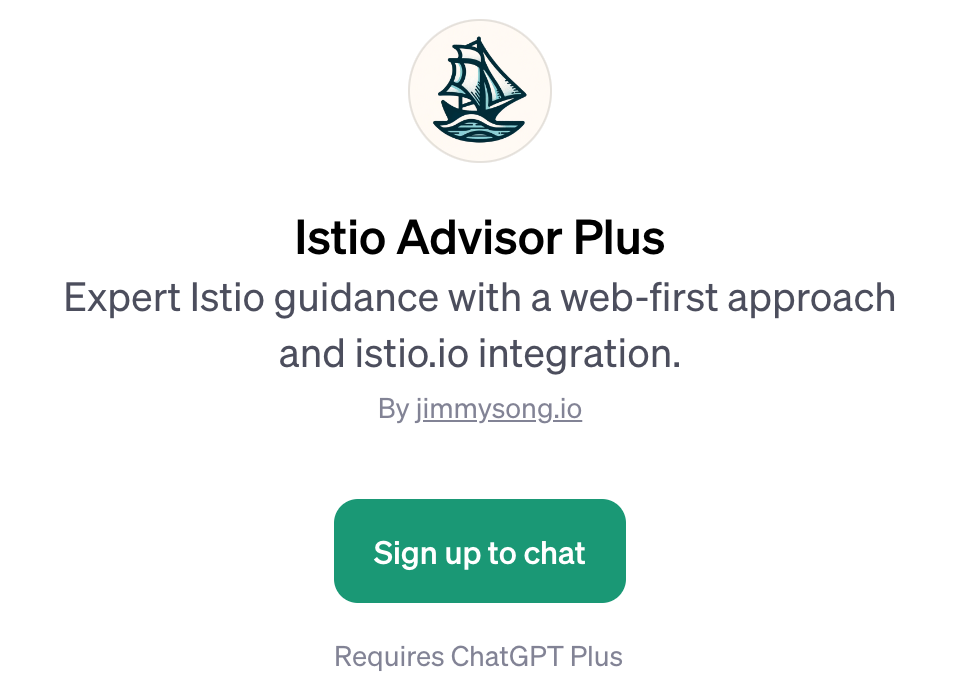 Istio Advisor Plus
Expert Istio guidance with a web-first approach
and istio.io integration.
By jimmysong.io
Sign up to chat
Requires ChatGPT Plus